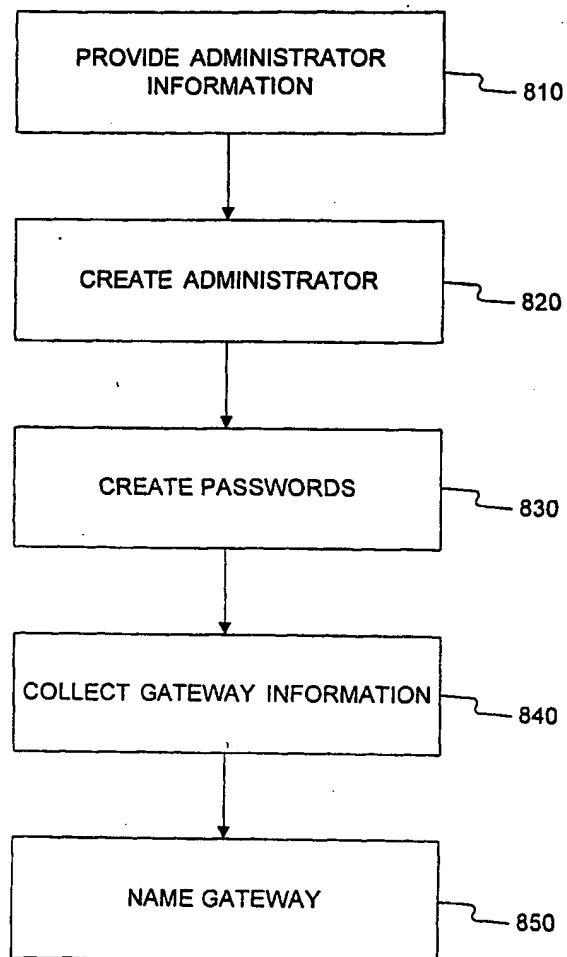 PROVIDE ADMINISTRATOR
INFORMATION
810
CREATE ADMINISTRATOR
820
CREATE PASSWORDS
830
COLLECT GATEWAY INFORMATION
840
NAME GATEWAY
850